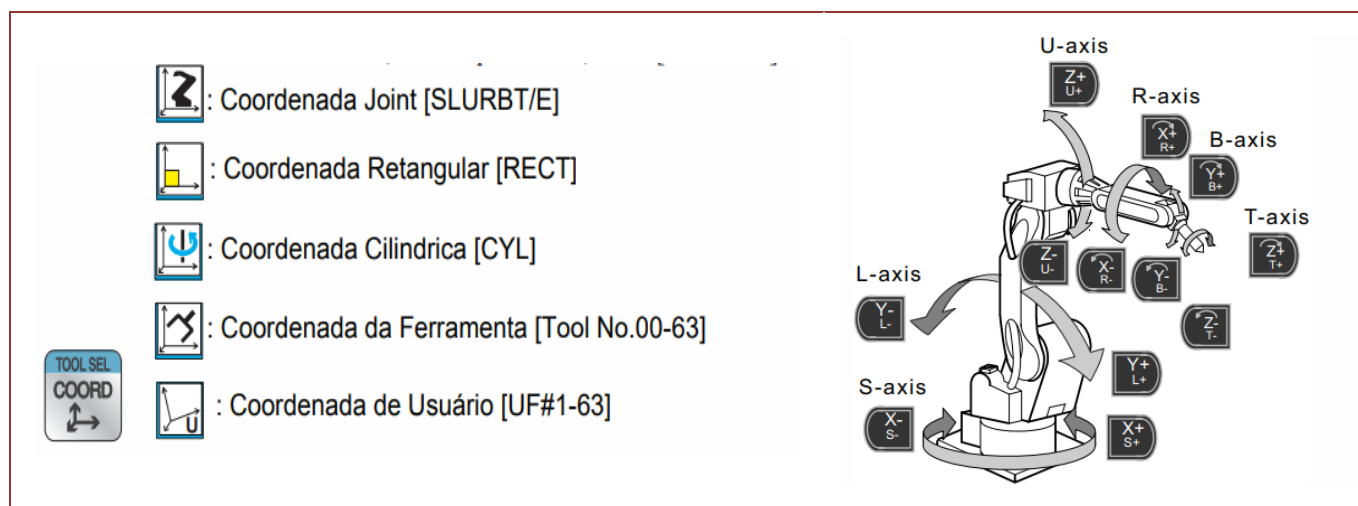 : Coordenada Joint [SLURBT/E]
: Coordenada Retangular [RECT]
: Coordenada Cilindrica [CYL]
: Coordenada da Ferramenta [Tool No.00-63]
TOOL SEL
COORD
U
: Coordenada de Usuário [UF#1-63]
U-axis
Z+
U+
R-axis
X+
R+
B-axis
Y+
B+
T-axis
Z+
T+
Z-
U-
X-
R-
Y-
B-
L-axis
Y-
L-
Z-
T-
Y+
L+
S-axis
X-
S-
X+
S+